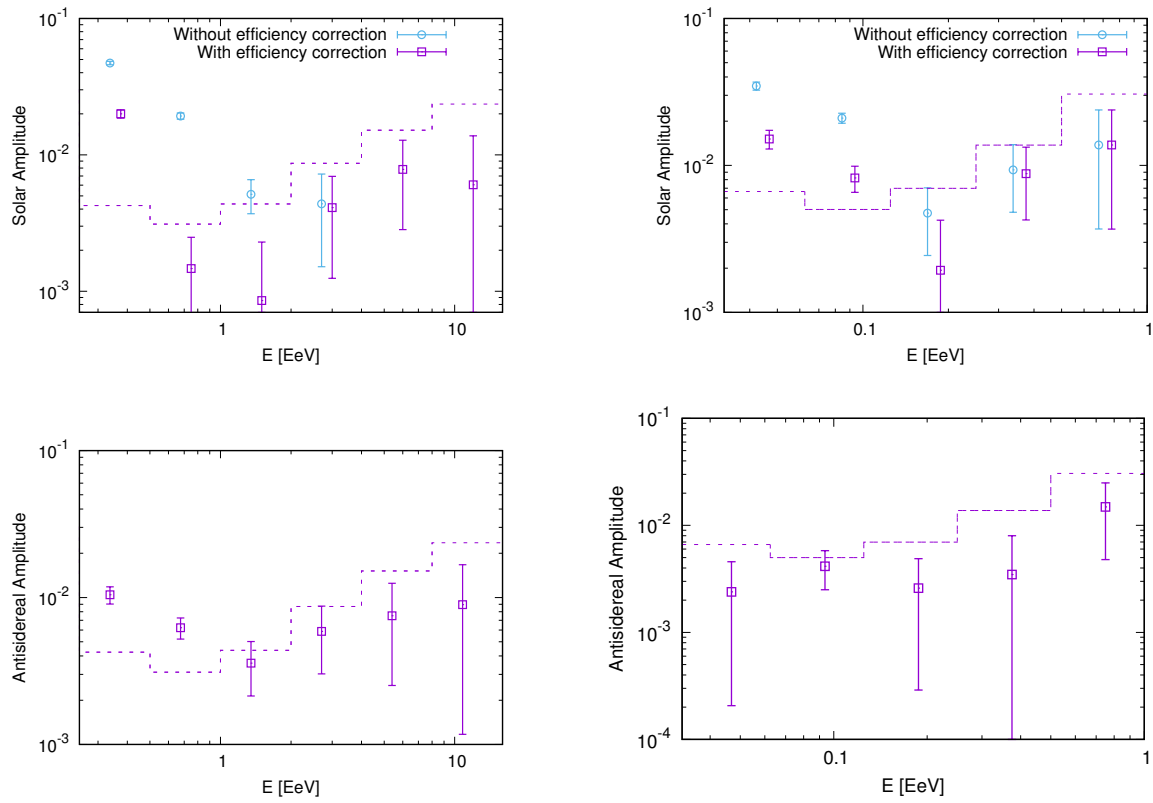 Without efficiency correction
With efficiency correction
10⁻¹
10⁻²
10⁻³
Solar Amplitude
1
10
E [EeV]
Without efficiency correction
With efficiency correction
10⁻¹
10⁻²
10⁻³
Solar Amplitude
0.1
1
E [EeV]
10⁻¹
10⁻²
10⁻³
Antisidereal Amplitude
1
10
E [EeV]
10⁻¹
10⁻²
10⁻³
10⁻⁴
Antisidereal Amplitude
0.1
1
E [EeV]